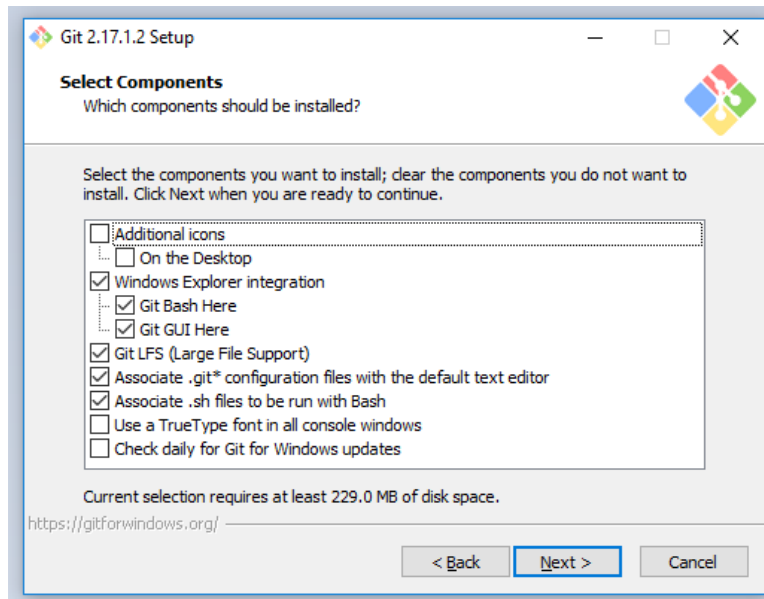 Git 2.17.1.2 Setup
Select Components
Which components should be installed?
Select the components you want to install; clear the components you do not want to
install. Click Next when you are ready to continue.
Additional icons
On the Desktop
Windows Explorer integration
Git Bash Here
Git GUI Here
Git LFS (Large File Support)
Associate .git* configuration files with the default text editor
Associate .sh files to be run with Bash
Use a TrueType font in all console windows
Check daily for Git for Windows updates
Current selection requires at least 229.0 MB of disk space.
https://gitforwindows.org/
< Back Next > Cancel